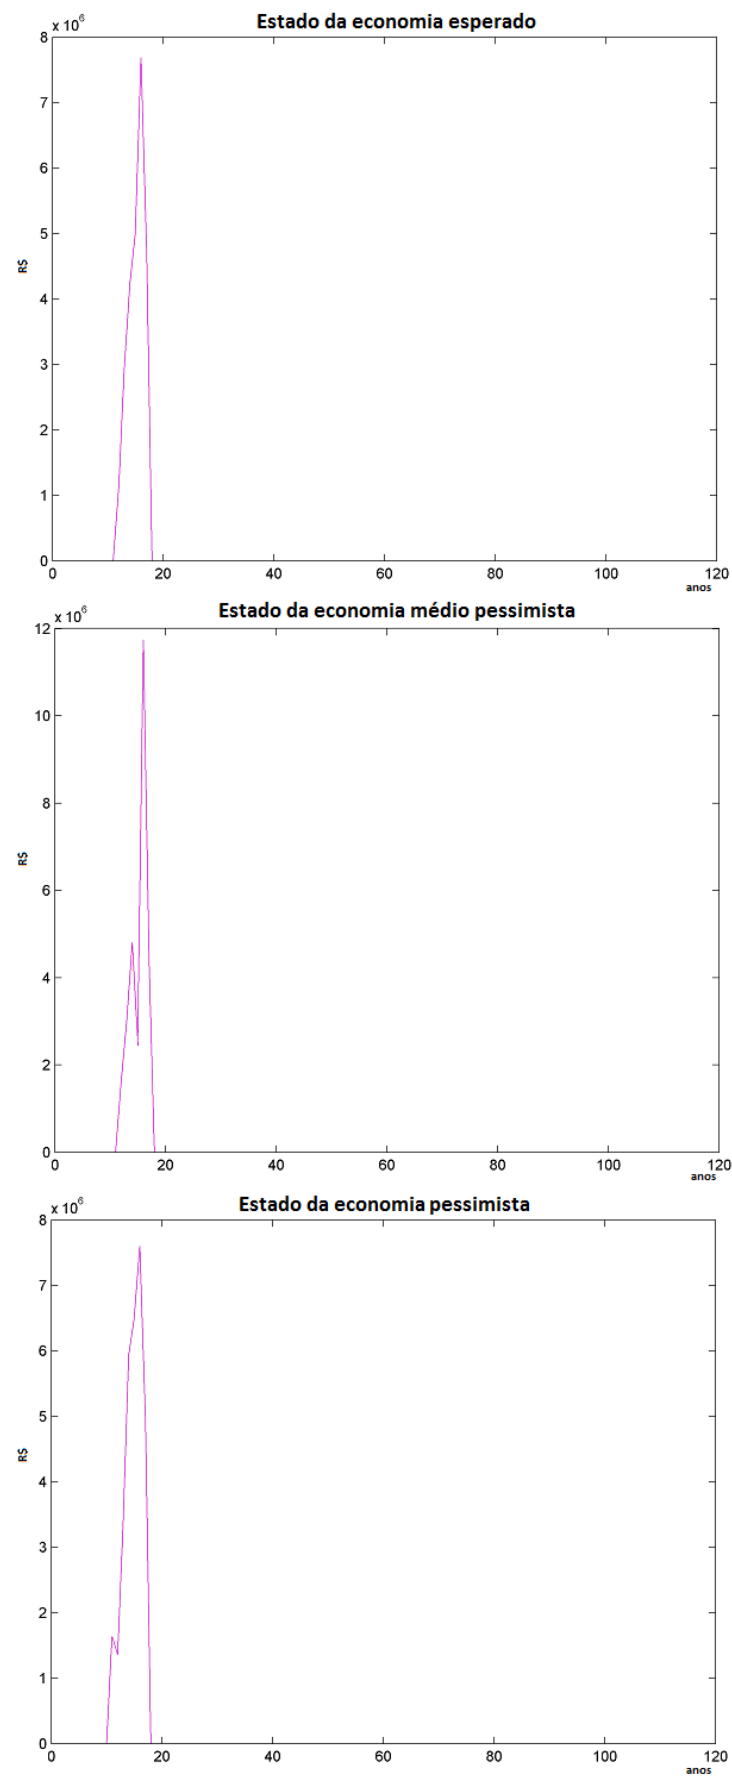 Estado da economia esperado
x 10^6
8
7
6
5
4
3
2
1
0
R$
0 20 40 60 80 100 120
anos
Estado da economia médio pessimista
x 10^6
12
10
8
6
4
2
0
R$
0 20 40 60 80 100 120
anos
Estado da economia pessimista
x 10^6
8
7
6
5
4
3
2
1
0
R$
0 20 40 60 80 100 120
anos